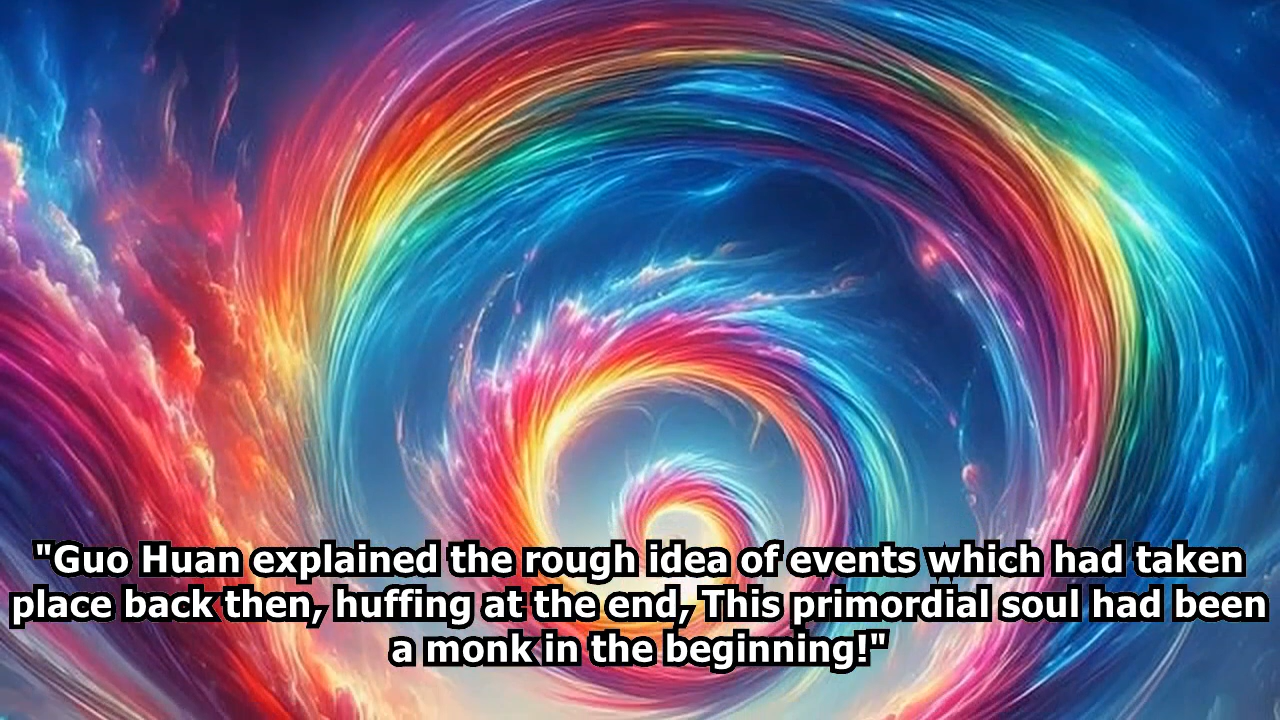 "Guo Huan explained the rough idea of events which had taken
place back then, huffing at the end, This primordial soul had been
a monk in the beginning!"